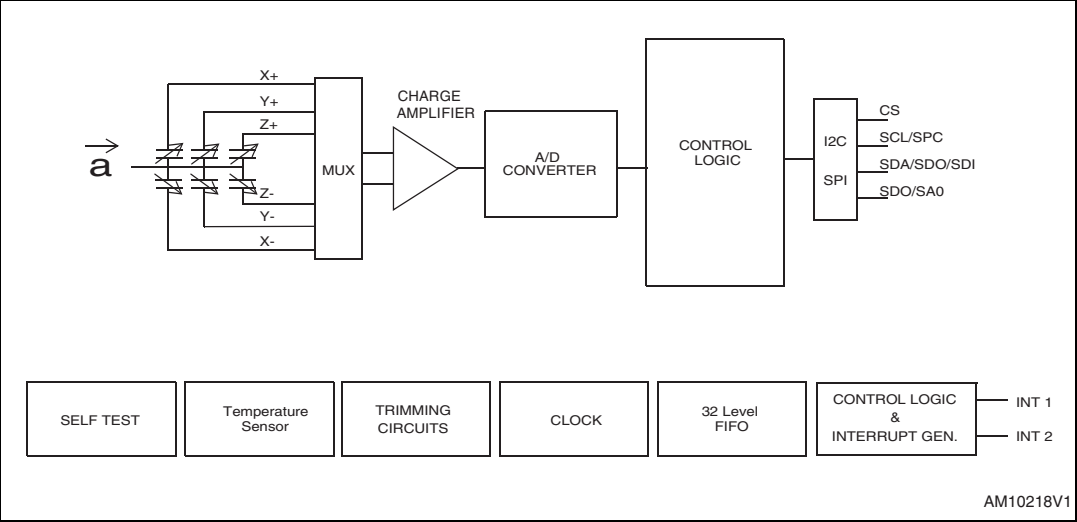 X+
Y+
Z+
a
Z-
Y-
X-
MUX
CHARGE
AMPLIFIER
A/D
CONVERTER
CONTROL
LOGIC
I2C
SPI
CS
SCL/SPC
SDA/SDO/SDI
SDO/SA0
SELF TEST
Temperature
Sensor
TRIMMING
CIRCUITS
CLOCK
32 Level
FIFO
CONTROL LOGIC
&
INTERRUPT GEN.
INT 1
INT 2
AM10218V1